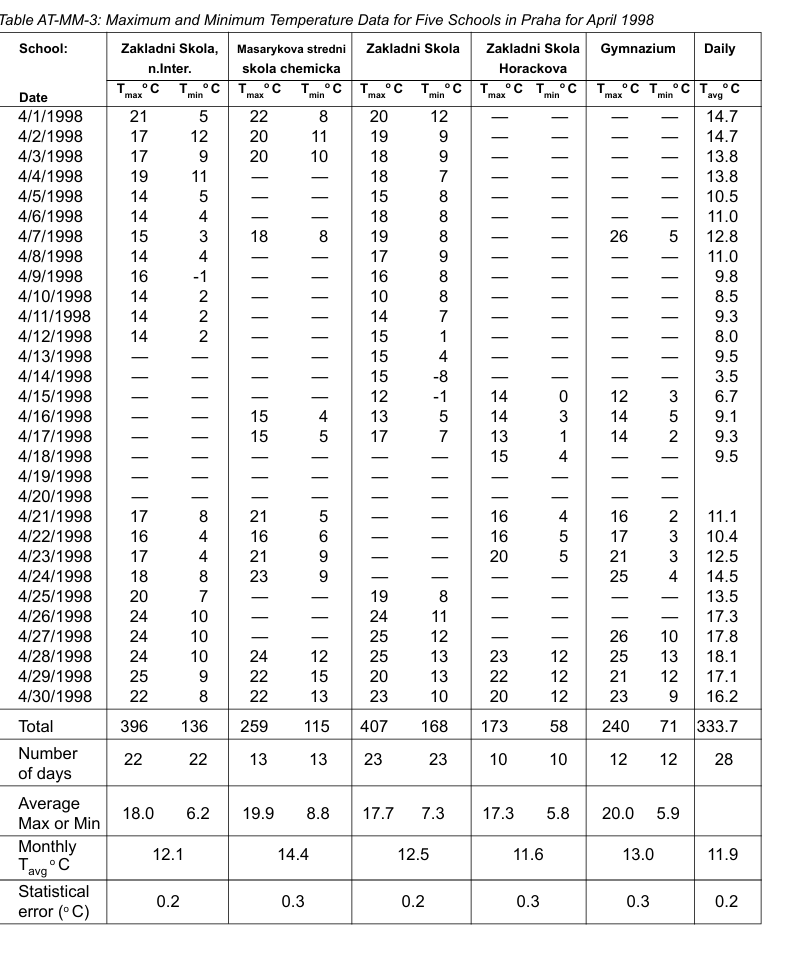 Table AT-MM-3: Maximum and Minimum Temperature Data for Five Schools in Praha for April 1998
School: Zakladni Skola, Masarykova stredni Zakladni Skola Zakladni Skola Gymnazium Daily
n.Inter. skola chemicka Horackova
Date Tmax°C Tmin°C Tmax°C Tmin°C Tmax°C Tmin°C Tmax°C Tmin°C Tmax°C Tmin°C Tavg°C
4/1/1998 21 5 22 8 20 12 — — — — 14.7
4/2/1998 17 12 20 11 19 9 — — — — 14.7
4/3/1998 17 9 20 10 18 9 — — — — 13.8
4/4/1998 19 11 — — 18 7 — — — — 13.8
4/5/1998 14 5 — — 15 8 — — — — 10.5
4/6/1998 14 4 — — 18 8 — — — — 11.0
4/7/1998 15 3 18 8 19 8 — — 26 5 12.8
4/8/1998 14 4 — — 17 9 — — — — 11.0
4/9/1998 16 -1 — — 16 8 — — — — 9.8
4/10/1998 14 2 — — 10 8 — — — — 8.5
4/11/1998 14 2 — — 14 7 — — — — 9.3
4/12/1998 14 2 — — 15 1 — — — — 8.0
4/13/1998 — — — — 15 4 — — — — 9.5
4/14/1998 — — — — 15 -8 — — — — 3.5
4/15/1998 — — — — 12 -1 14 0 12 3 6.7
4/16/1998 — — 15 4 13 5 14 3 14 5 9.1
4/17/1998 — — 15 5 17 7 13 1 14 2 9.3
4/18/1998 — — — — — — 15 4 — — 9.5
4/19/1998 — — — — — — — — — —
4/20/1998 — — — — — — — — — —
4/21/1998 17 8 21 5 — — 16 4 16 2 11.1
4/22/1998 16 4 16 6 — — 16 5 17 3 10.4
4/23/1998 17 4 21 9 — — 20 5 21 3 12.5
4/24/1998 18 8 23 9 — — — — 25 4 14.5
4/25/1998 20 7 — — 19 8 — — — — 13.5
4/26/1998 24 10 — — 24 11 — — — — 17.3
4/27/1998 24 10 — — 25 12 — — 26 10 17.8
4/28/1998 24 10 24 12 25 13 23 12 25 13 18.1
4/29/1998 25 9 22 15 20 13 22 12 21 12 17.1
4/30/1998 22 8 22 13 23 10 20 12 23 9 16.2
Total 396 136 259 115 407 168 173 58 240 71 333.7
Number
of days 22 22 13 13 23 23 10 10 12 12 28
Average
Max or Min 18.0 6.2 19.9 8.8 17.7 7.3 17.3 5.8 20.0 5.9
Monthly
Tavg°C 12.1 14.4 12.5 11.6 13.0 11.9
Statistical
error (°C) 0.2 0.3 0.2 0.3 0.3 0.2